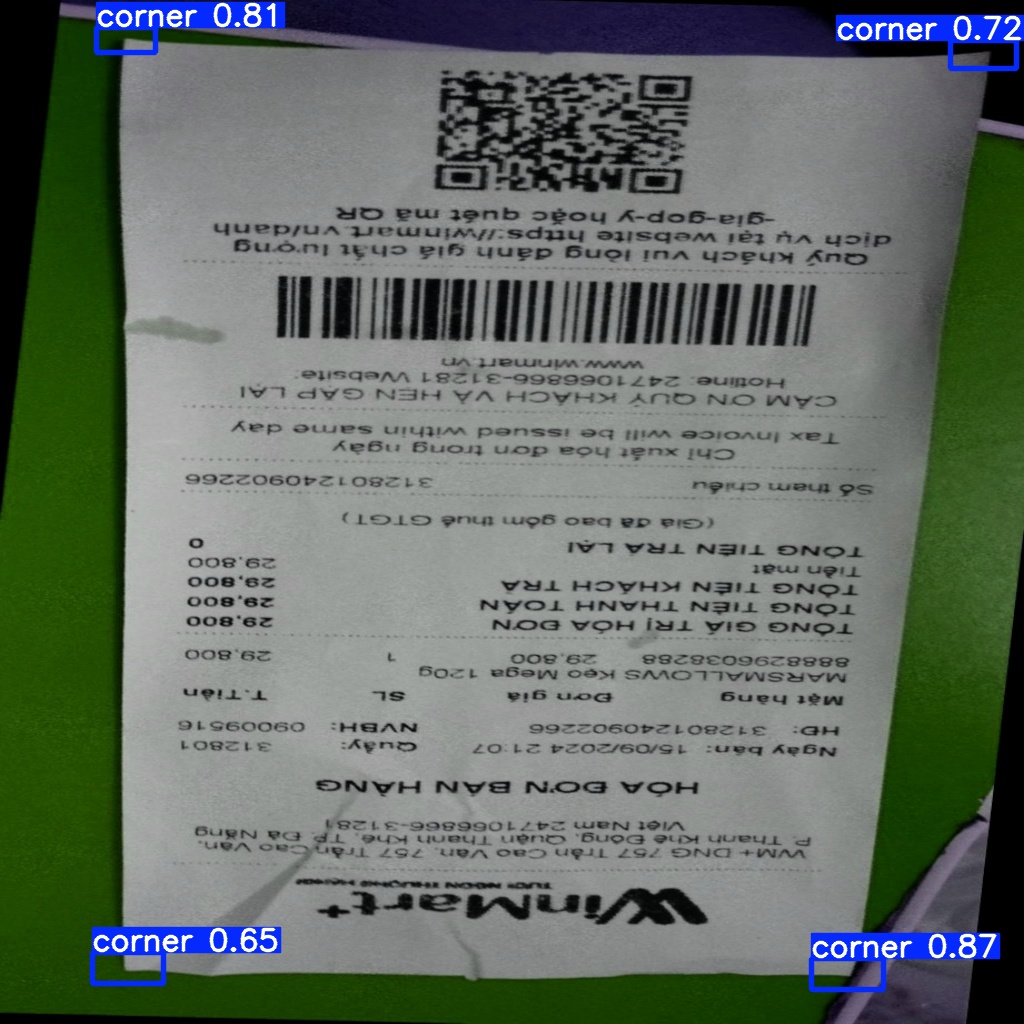 corner 0.81
corner 0.72
WinMart+
TƯƠI NGON THƯỢNG HẠNG
WM+ DNG 757 Trần Cao Vân, 757 Trần Cao Vân,
P. Thanh Khê Đông, Quận Thanh Khê, TP. Đà Nẵng
Việt Nam 2471066866-31281
HÓA ĐƠN BÁN HÀNG
Ngày bán: 15/09/2024 21:07 Quầy: 312801
HĐ: 312801240902266 NVBH: 09009516
Mặt hàng Đơn giá SL T.Tiền
MARSMALLOWS Kẹo Mega 120g
8888296038288 29,800 1 29,800
TỔNG GIÁ TRỊ HÓA ĐƠN 29,800
TỔNG TIỀN THANH TOÁN 29,800
TỔNG TIỀN KHÁCH TRẢ 29,800
Tiền mặt 29,800
TỔNG TIỀN TRẢ LẠI 0
(Giá đã bao gồm thuế GTGT)
Số tham chiếu 312801240902266
Chỉ xuất hóa đơn trong ngày
Tax Invoice will be issued within same day
CẢM ƠN QUÝ KHÁCH VÀ HẸN GẶP LẠI
Hotline: 2471066866-31281 Website:
www.winmart.vn
Quý khách vui lòng đánh giá chất lượng
dịch vụ tại website https://winmart.vn/danh
-gia-gop-y hoặc quét mã QR
corner 0.65
corner 0.87